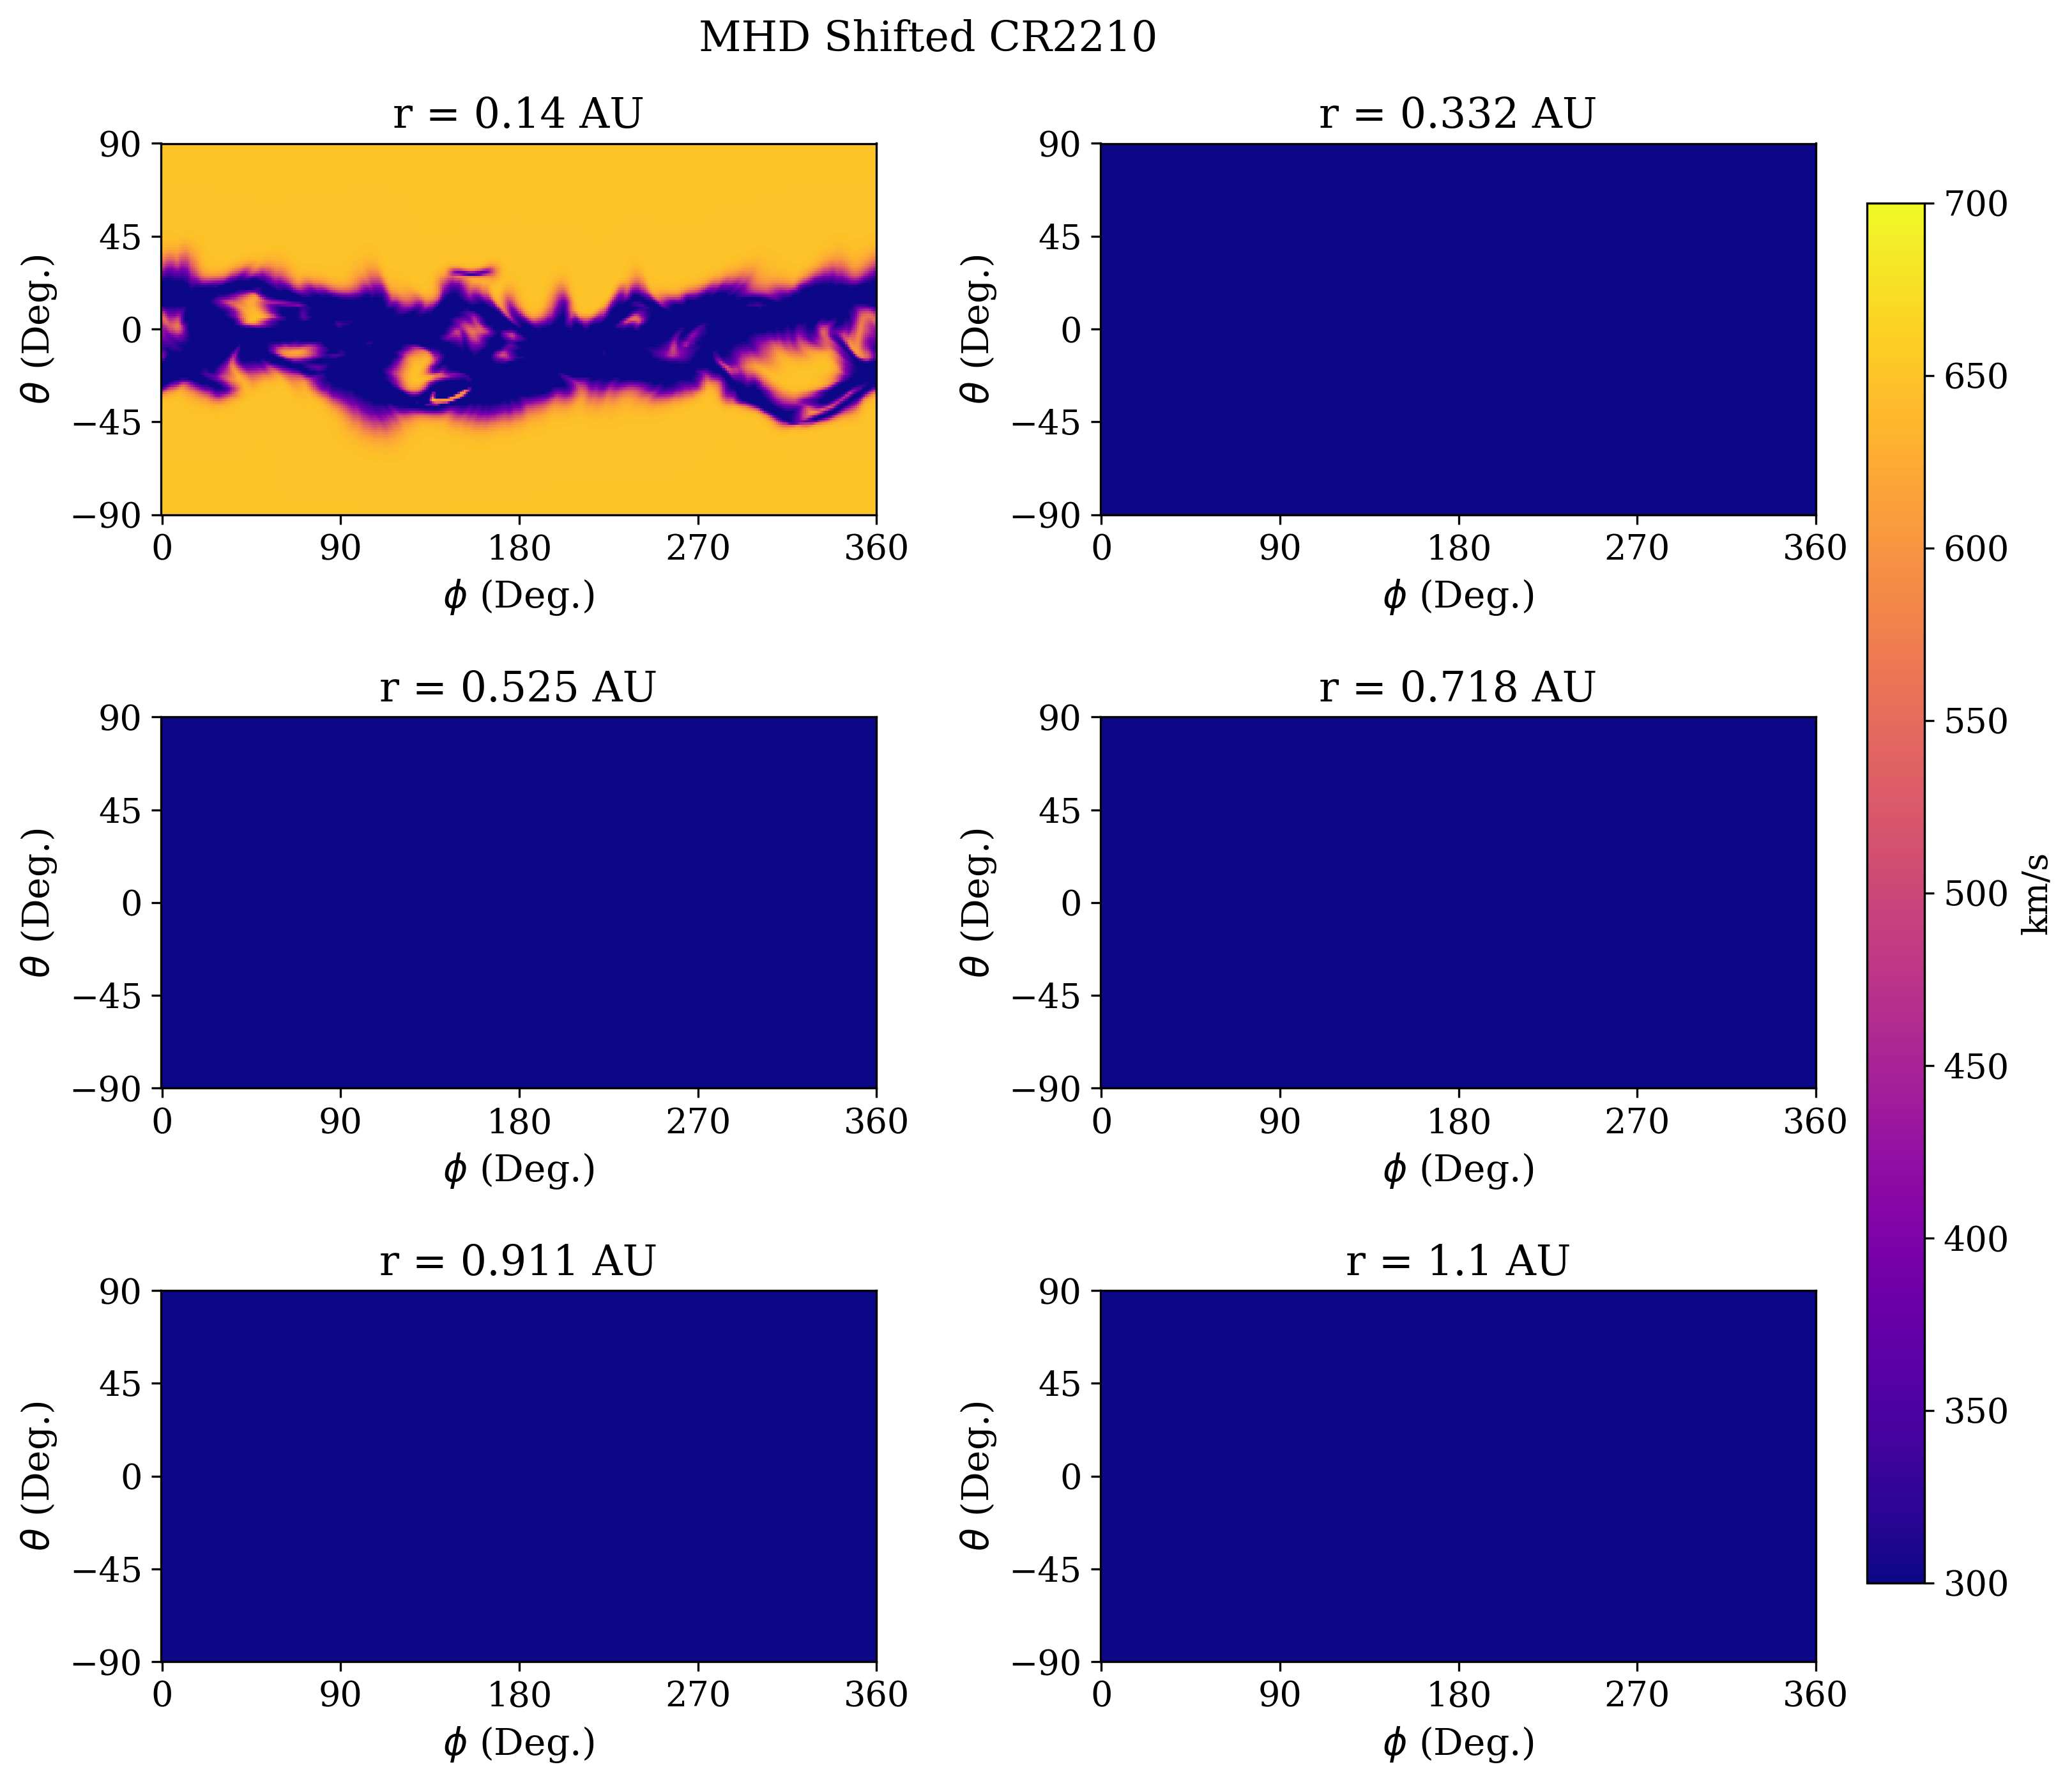 MHD Shifted CR2210
r = 0.14 AU
90
45
0
−45
−90
θ (Deg.)
0 90 180 270 360
ϕ (Deg.)
r = 0.332 AU
90
45
0
−45
−90
θ (Deg.)
0 90 180 270 360
ϕ (Deg.)
r = 0.525 AU
90
45
0
−45
−90
θ (Deg.)
0 90 180 270 360
ϕ (Deg.)
r = 0.718 AU
90
45
0
−45
−90
θ (Deg.)
0 90 180 270 360
ϕ (Deg.)
r = 0.911 AU
90
45
0
−45
−90
θ (Deg.)
0 90 180 270 360
ϕ (Deg.)
r = 1.1 AU
90
45
0
−45
−90
θ (Deg.)
0 90 180 270 360
ϕ (Deg.)
700
650
600
550
500
450
400
350
300
km/s